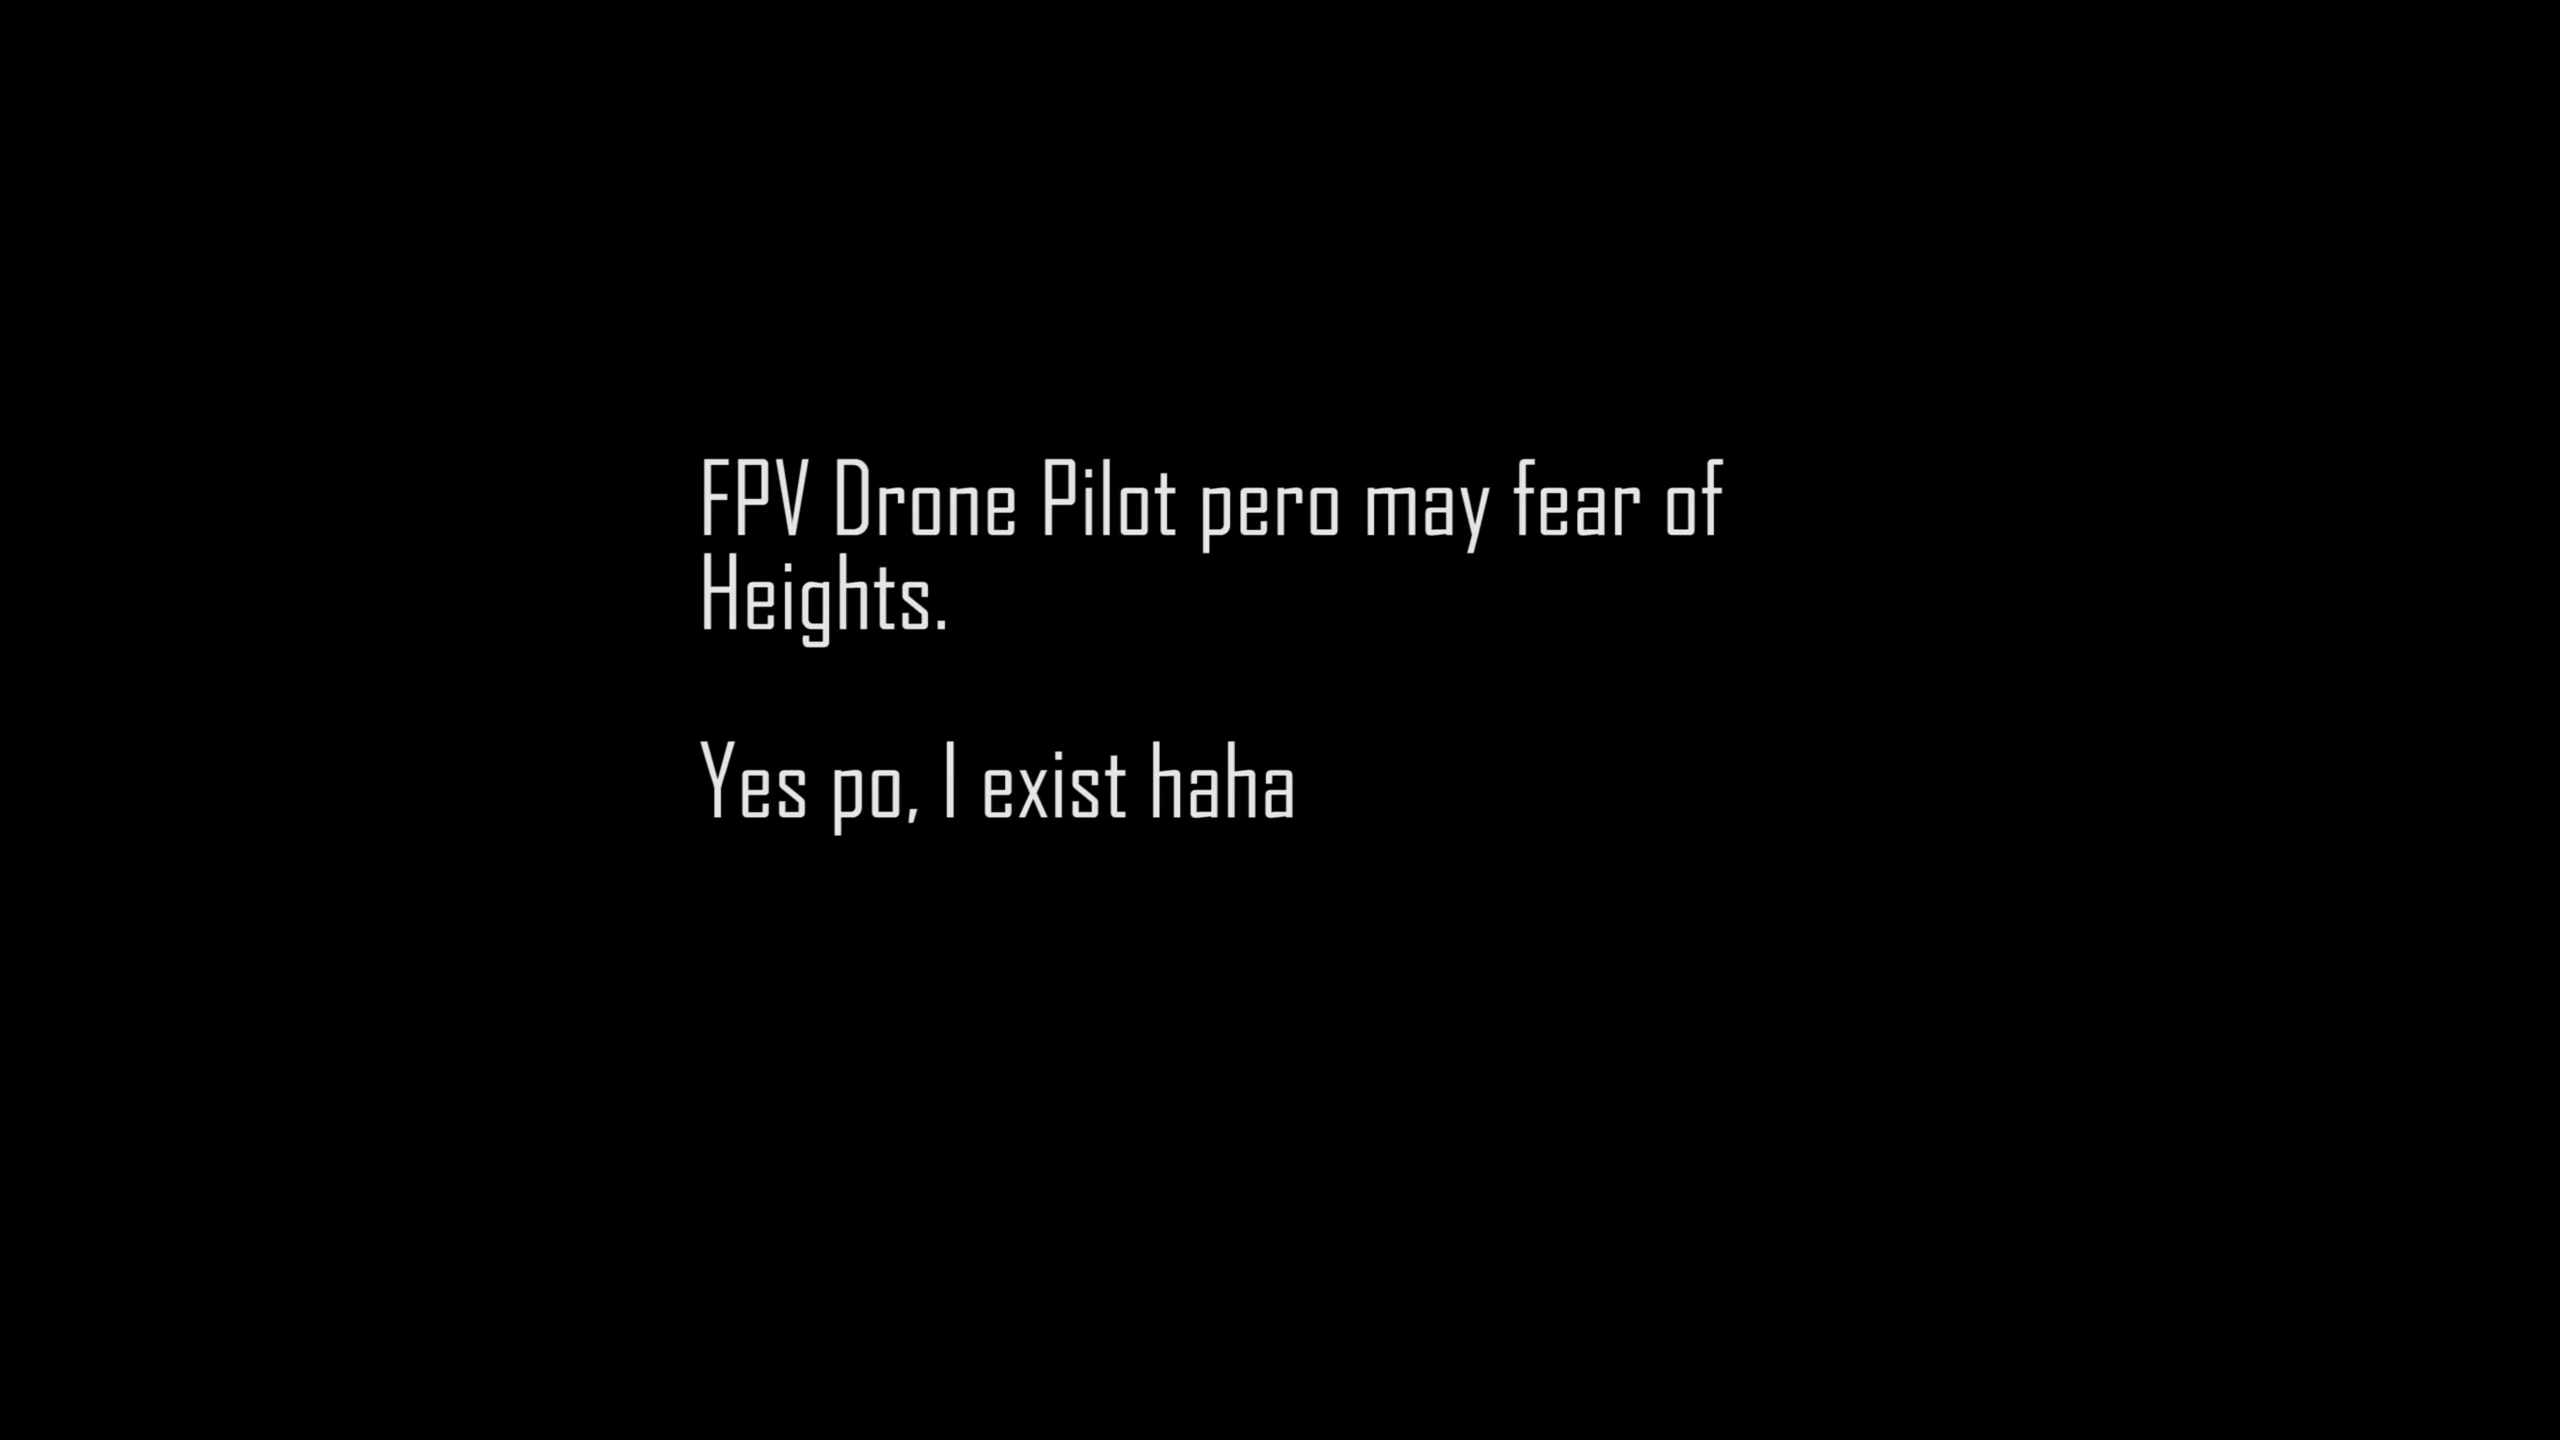 FPV Drone Pilot pero may fear of
Heights.
Yes po, I exist haha